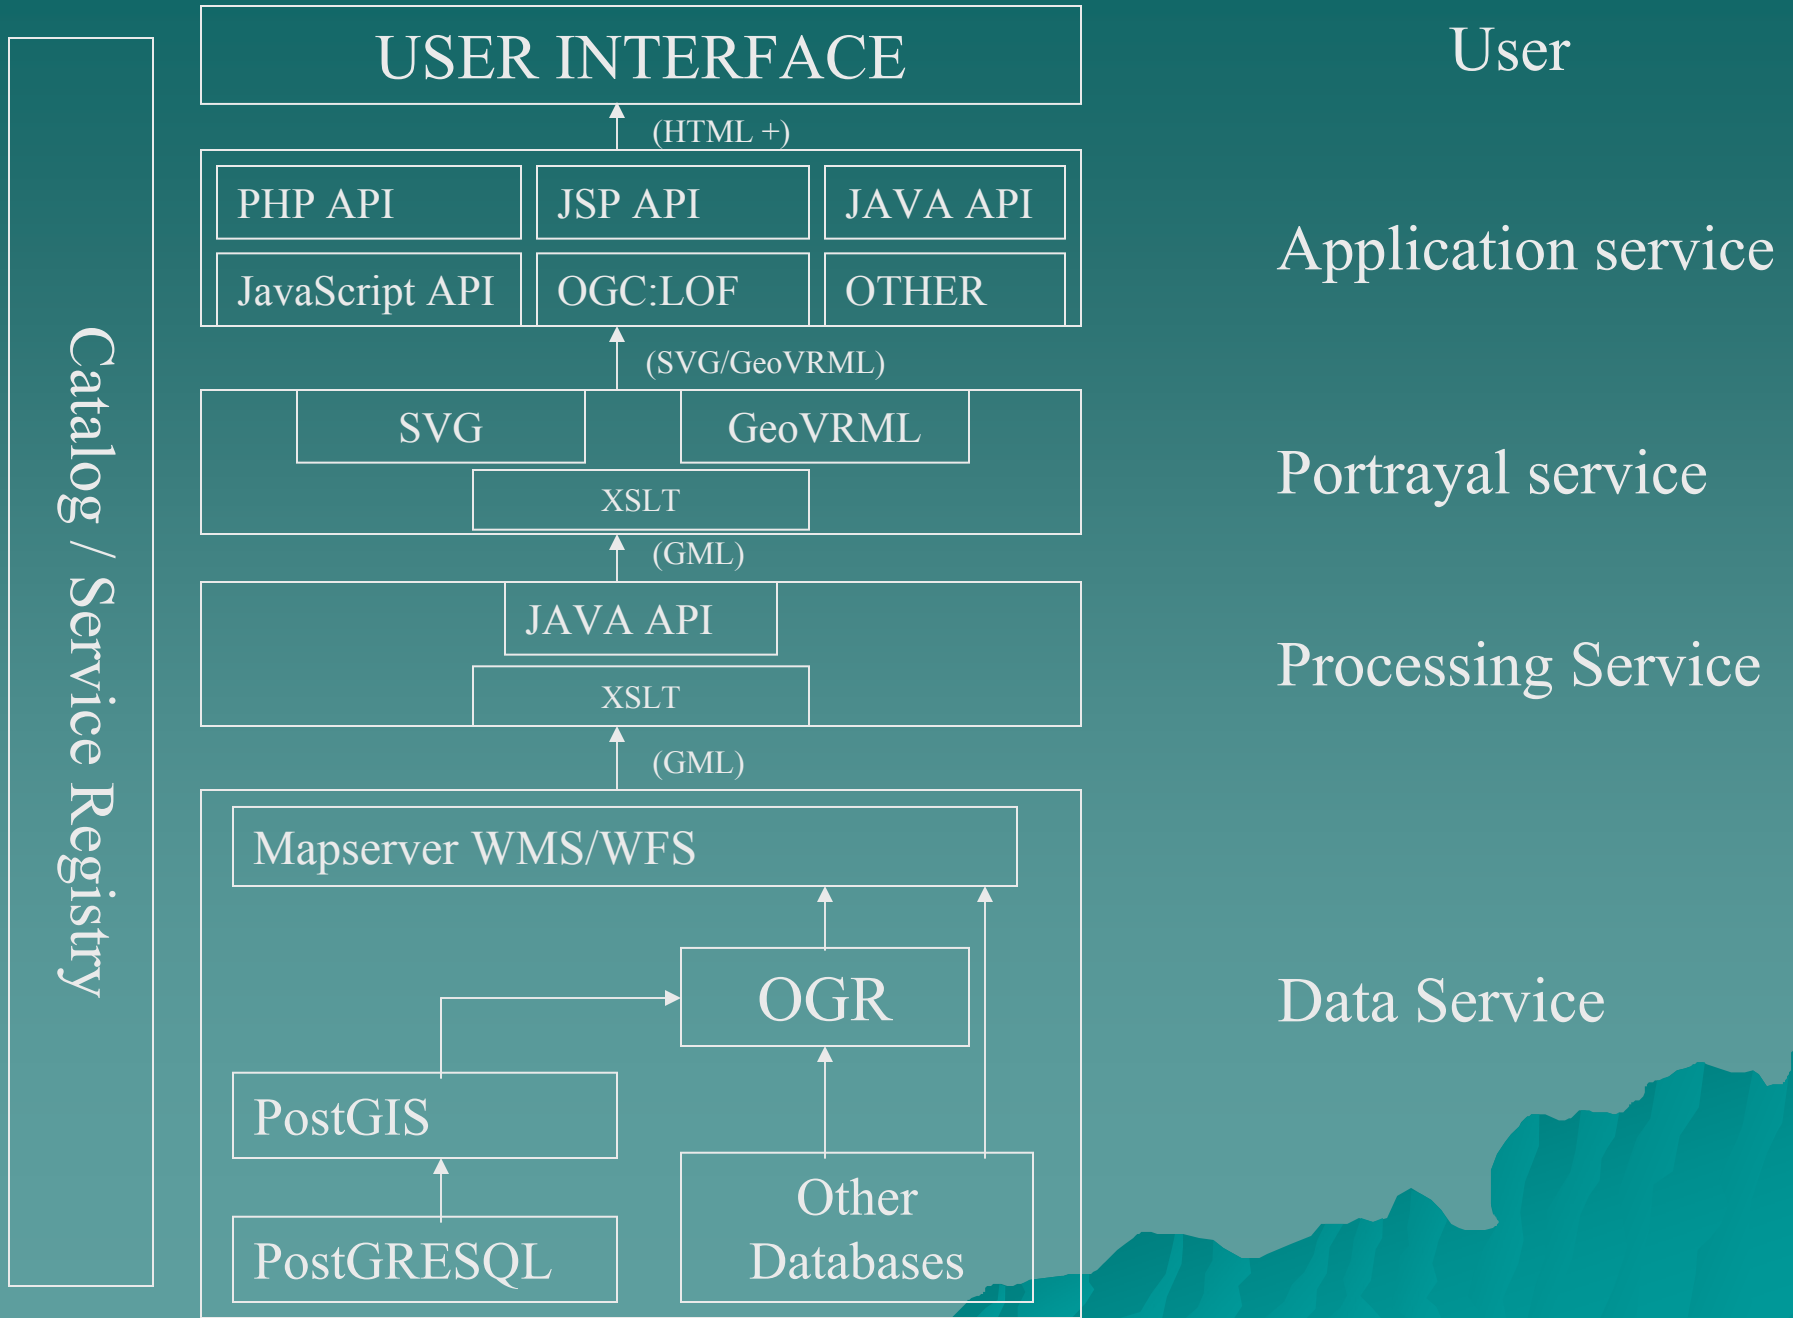 USER INTERFACE
User
(HTML +)
PHP API
JSP API
JAVA API
JavaScript API
OGC:LOF
OTHER
Application service
(SVG/GeoVRML)
SVG
GeoVRML
XSLT
Portrayal service
(GML)
JAVA API
XSLT
Processing Service
(GML)
Mapserver WMS/WFS
OGR
Data Service
PostGIS
PostGRESQL
Other
Databases
Catalog / Service Registry